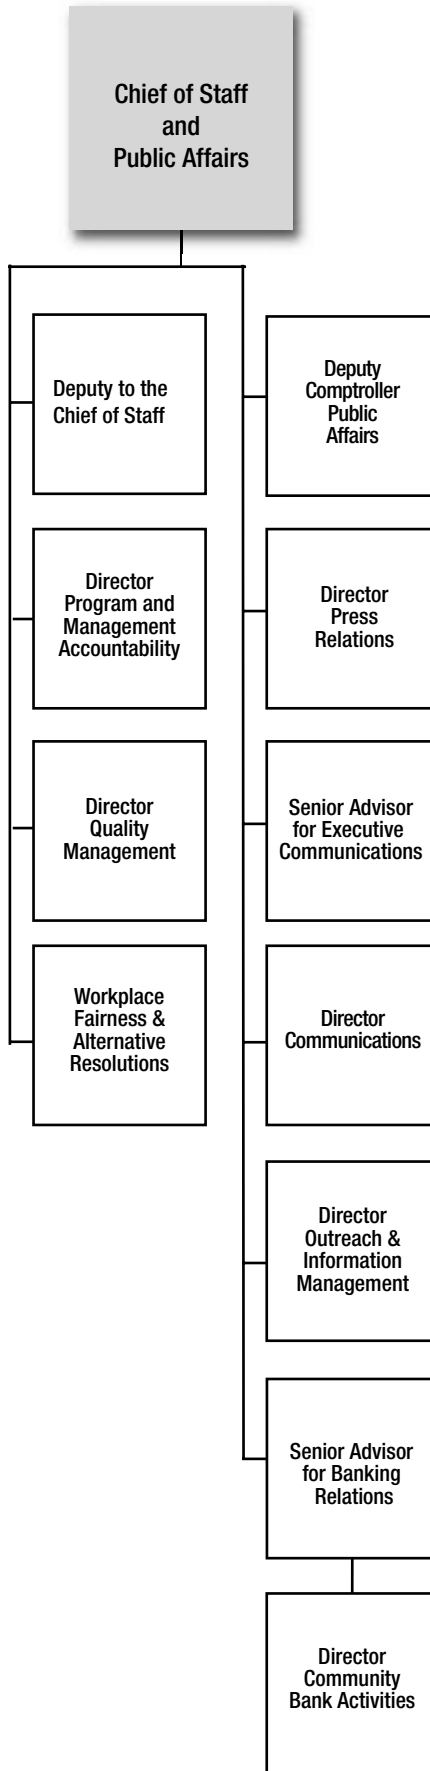 Chief of Staff
and
Public Affairs
Deputy to the
Chief of Staff
Director
Program and
Management
Accountability
Director
Quality
Management
Workplace
Fairness &
Alternative
Resolutions
Deputy
Comptroller
Public
Affairs
Director
Press
Relations
Senior Advisor
for Executive
Communications
Director
Communications
Director
Outreach &
Information
Management
Senior Advisor
for Banking
Relations
Director
Community
Bank Activities